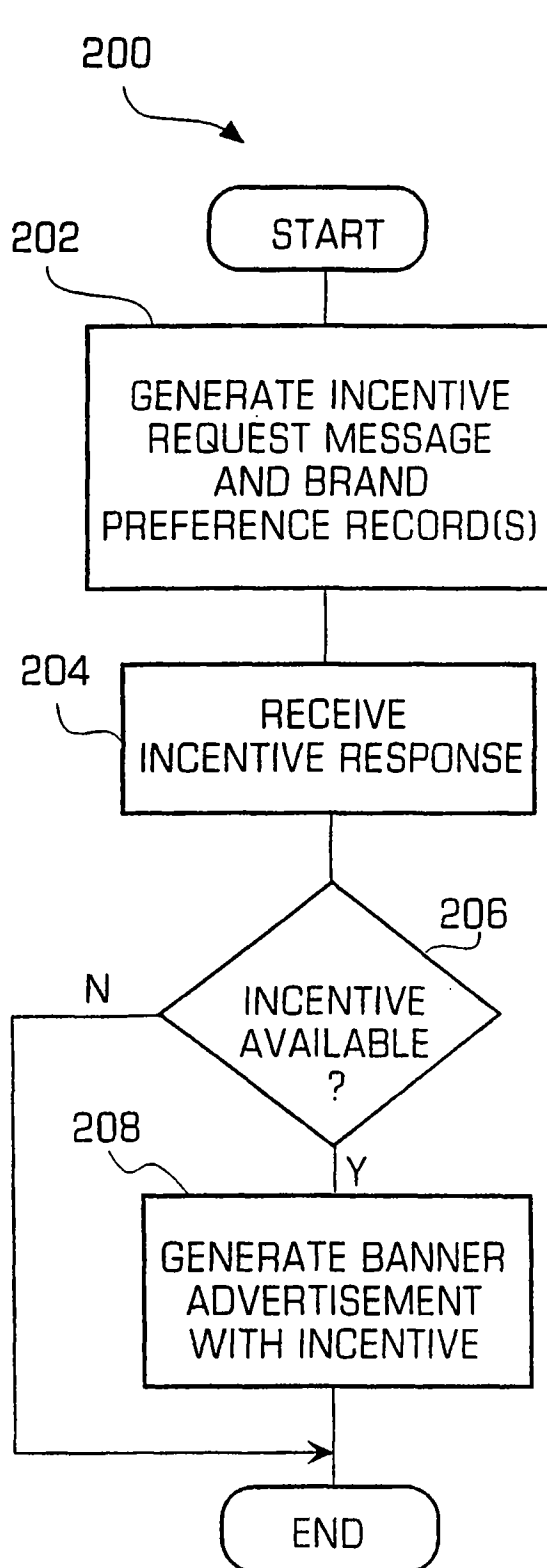 200
START
202
GENERATE INCENTIVE
REQUEST MESSAGE
AND BRAND
PREFERENCE RECORD(S)
204
RECEIVE
INCENTIVE RESPONSE
206
N
INCENTIVE
AVAILABLE
?
208
Y
GENERATE BANNER
ADVERTISEMENT
WITH INCENTIVE
END